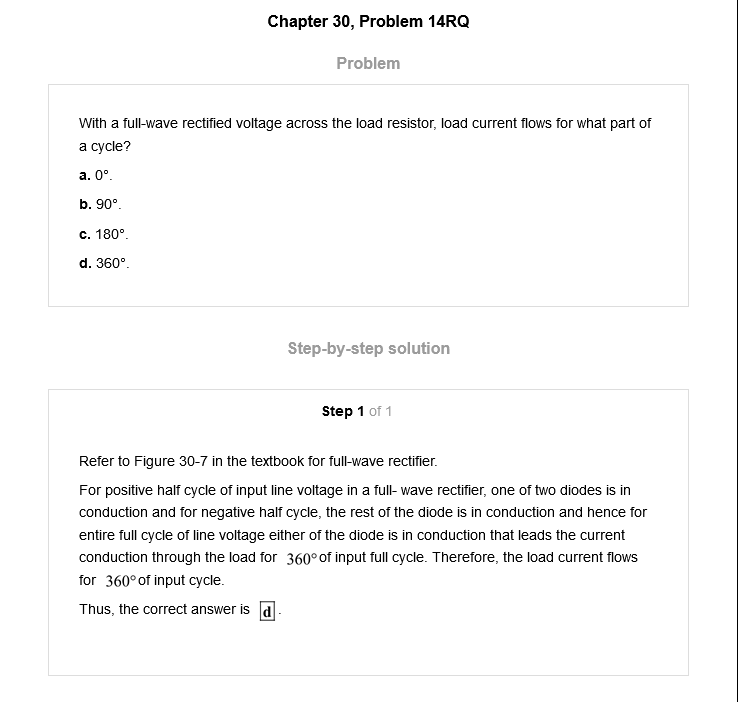 Chapter 30, Problem 14RQ
Problem
With a full-wave rectified voltage across the load resistor, load current flows for what part of
a cycle?
a. 0°.
b. 90°.
c. 180°.
d. 360°.
Step-by-step solution
Step 1 of 1
Refer to Figure 30-7 in the textbook for full-wave rectifier.
For positive half cycle of input line voltage in a full- wave rectifier, one of two diodes is in
conduction and for negative half cycle, the rest of the diode is in conduction and hence for
entire full cycle of line voltage either of the diode is in conduction that leads the current
conduction through the load for 360° of input full cycle. Therefore, the load current flows
for 360° of input cycle.
Thus, the correct answer is d.